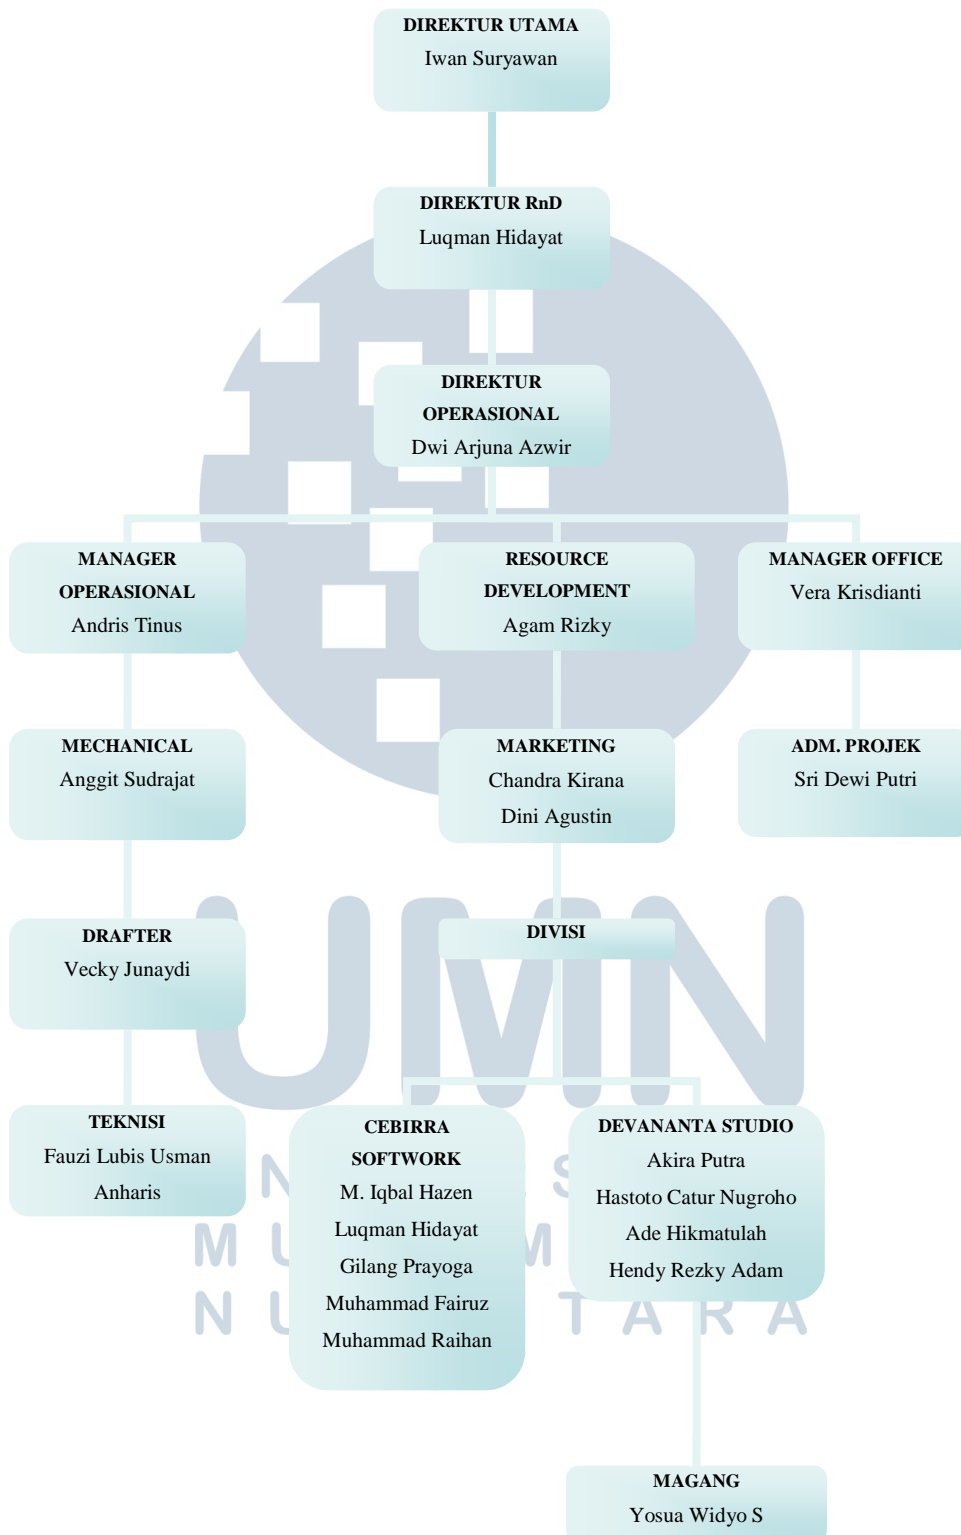 DIREKTUR UTAMA
Iwan Suryawan
DIREKTUR RnD
Luqman Hidayat
DIREKTUR
OPERASIONAL
Dwi Arjuna Azwir
MANAGER
OPERASIONAL
Andris Tinus
RESOURCE
DEVELOPMENT
Agam Rizky
MANAGER OFFICE
Vera Krisdianti
MECHANICAL
Anggit Sudrajat
MARKETING
Chandra Kirana
Dini Agustin
ADM. PROJEK
Sri Dewi Putri
DRAFTER
Vecky Junaydi
DIVISI
UMN
TEKNISI
Fauzi Lubis Usman
Anharis
CEBIRRA
SOFTWORK
M. Iqbal Hazen
Luqman Hidayat
Gilang Prayoga
Muhammad Fairuz
Muhammad Raihan
DEVANANTA STUDIO
Akira Putra
Hastoto Catur Nugroho
Ade Hikmatulah
Hendy Rezky Adam
MAGANG
Yosua Widyo S